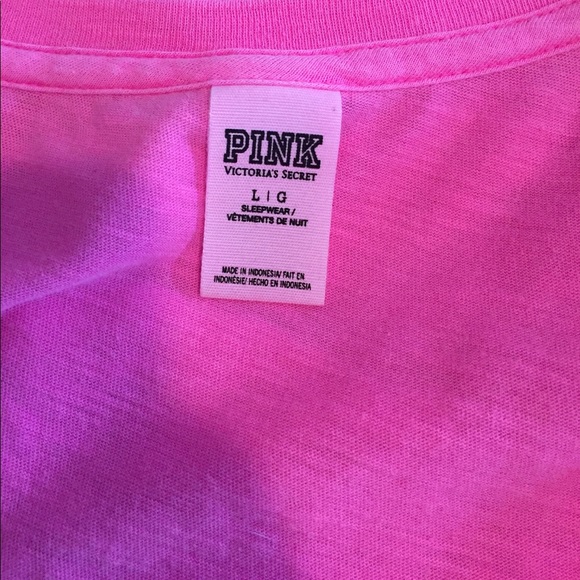 PINK
VICTORIA'S SECRET
L | G
SLEEPWEAR /
VÊTEMENTS DE NUIT
MADE IN INDONESIA/ FAIT EN
INDONÉSIE/ HECHO EN INDONESIA